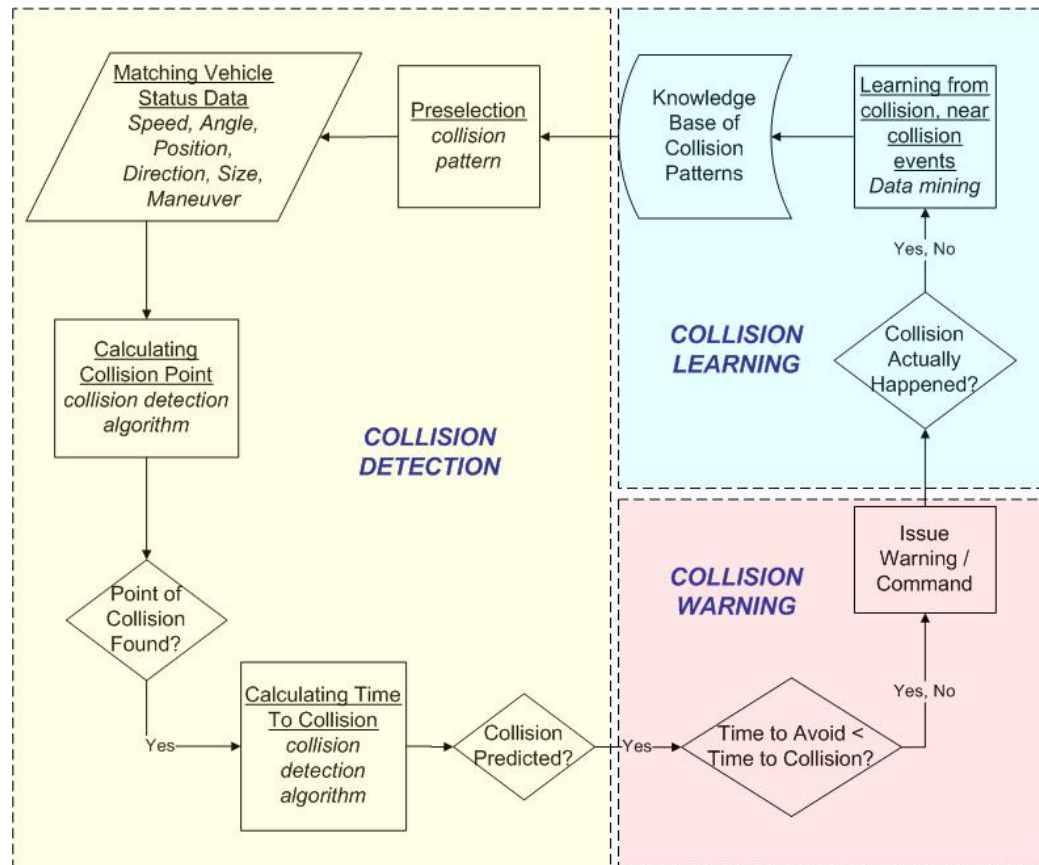 Matching Vehicle
Status Data
Speed, Angle,
Position,
Direction, Size,
Maneuver
Preselection
collision
pattern
Knowledge
Base of
Collision
Patterns
Learning from
collision, near
collision
events
Data mining
Yes, No
Collision
Actually
Happened?
COLLISION
LEARNING
Calculating
Collision Point
collision detection
algorithm
COLLISION
DETECTION
Point of
Collision
Found?
Yes
Calculating Time
To Collision
collision
detection
algorithm
Collision
Predicted?
Yes
COLLISION
WARNING
Time to Avoid <
Time to Collision?
Yes, No
Issue
Warning /
Command